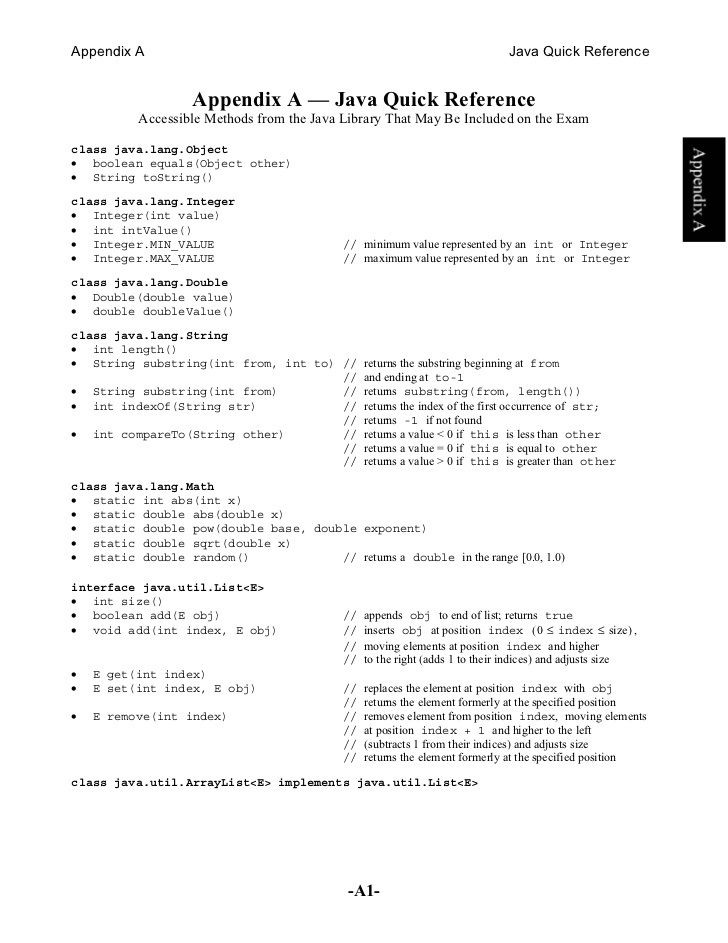 Appendix A Java Quick Reference
Appendix A — Java Quick Reference
Accessible Methods from the Java Library That May Be Included on the Exam
Appendix A
class java.lang.Object
• boolean equals(Object other)
• String toString()
class java.lang.Integer
• Integer(int value)
• int intValue()
• Integer.MIN_VALUE // minimum value represented by an int or Integer
• Integer.MAX_VALUE // maximum value represented by an int or Integer
class java.lang.Double
• Double(double value)
• double doubleValue()
class java.lang.String
• int length()
• String substring(int from, int to) // returns the substring beginning at from
// and ending at to-1
• String substring(int from) // returns substring(from, length())
• int indexOf(String str) // returns the index of the first occurrence of str;
// returns -1 if not found
• int compareTo(String other) // returns a value < 0 if this is less than other
// returns a value = 0 if this is equal to other
// returns a value > 0 if this is greater than other
class java.lang.Math
• static int abs(int x)
• static double abs(double x)
• static double pow(double base, double exponent)
• static double sqrt(double x)
• static double random() // returns a double in the range [0.0, 1.0)
interface java.util.List<E>
• int size()
• boolean add(E obj) // appends obj to end of list; returns true
• void add(int index, E obj) // inserts obj at position index (0 ≤ index ≤ size),
// moving elements at position index and higher
// to the right (adds 1 to their indices) and adjusts size
• E get(int index)
• E set(int index, E obj) // replaces the element at position index with obj
// returns the element formerly at the specified position
• E remove(int index) // removes element from position index, moving elements
// at position index + 1 and higher to the left
// (subtracts 1 from their indices) and adjusts size
// returns the element formerly at the specified position
class java.util.ArrayList<E> implements java.util.List<E>
-A1-